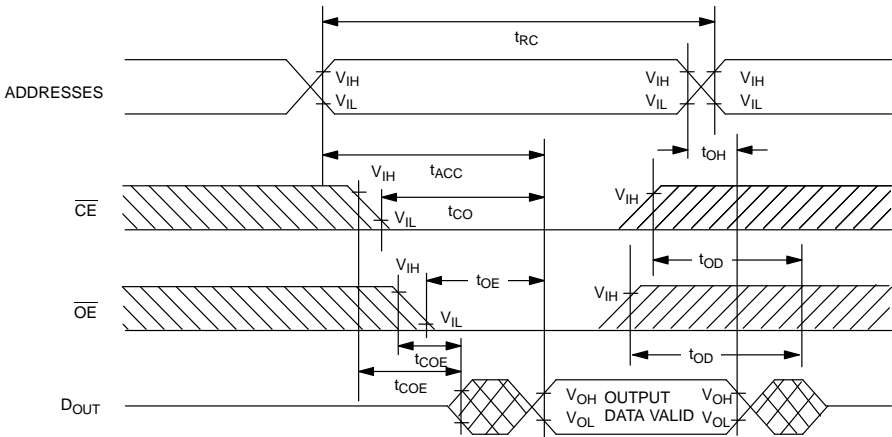 tRC
ADDRESSES
VIH VIH VIH
VIL VIL VIL
tOH
tACC
VIH
CE
tCO
VIL
VIH
tOD
VIH
OE
tOE
VIL
VIH
tOD
tCOE
tCOE
DOUT
VOH OUTPUT VOH
VOL DATA VALID VOL